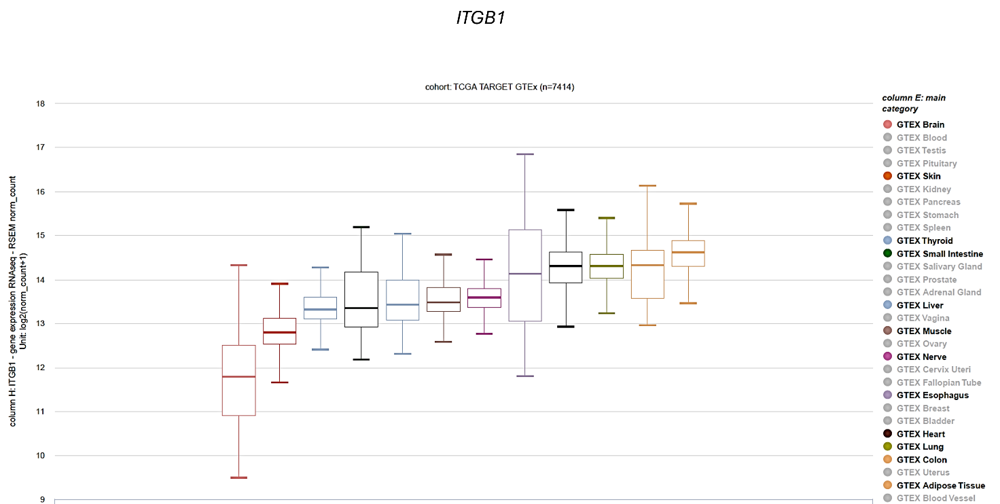 ITGB1
cohort: TCGA TARGET GTEx (n=7414)
column H: ITGB1 - gene expression RNAseq - RSEM norm_count
Unit: log2(norm_count+1)
18
17
16
15
14
13
12
11
10
9
column E: main
category
GTEX Brain
GTEX Blood
GTEX Testis
GTEX Pituitary
GTEX Skin
GTEX Kidney
GTEX Pancreas
GTEX Stomach
GTEX Spleen
GTEX Thyroid
GTEX Small Intestine
GTEX Salivary Gland
GTEX Prostate
GTEX Adrenal Gland
GTEX Liver
GTEX Vagina
GTEX Muscle
GTEX Ovary
GTEX Nerve
GTEX Cervix Uteri
GTEX Fallopian Tube
GTEX Esophagus
GTEX Breast
GTEX Bladder
GTEX Heart
GTEX Lung
GTEX Colon
GTEX Uterus
GTEX Adipose Tissue
GTEX Blood Vessel